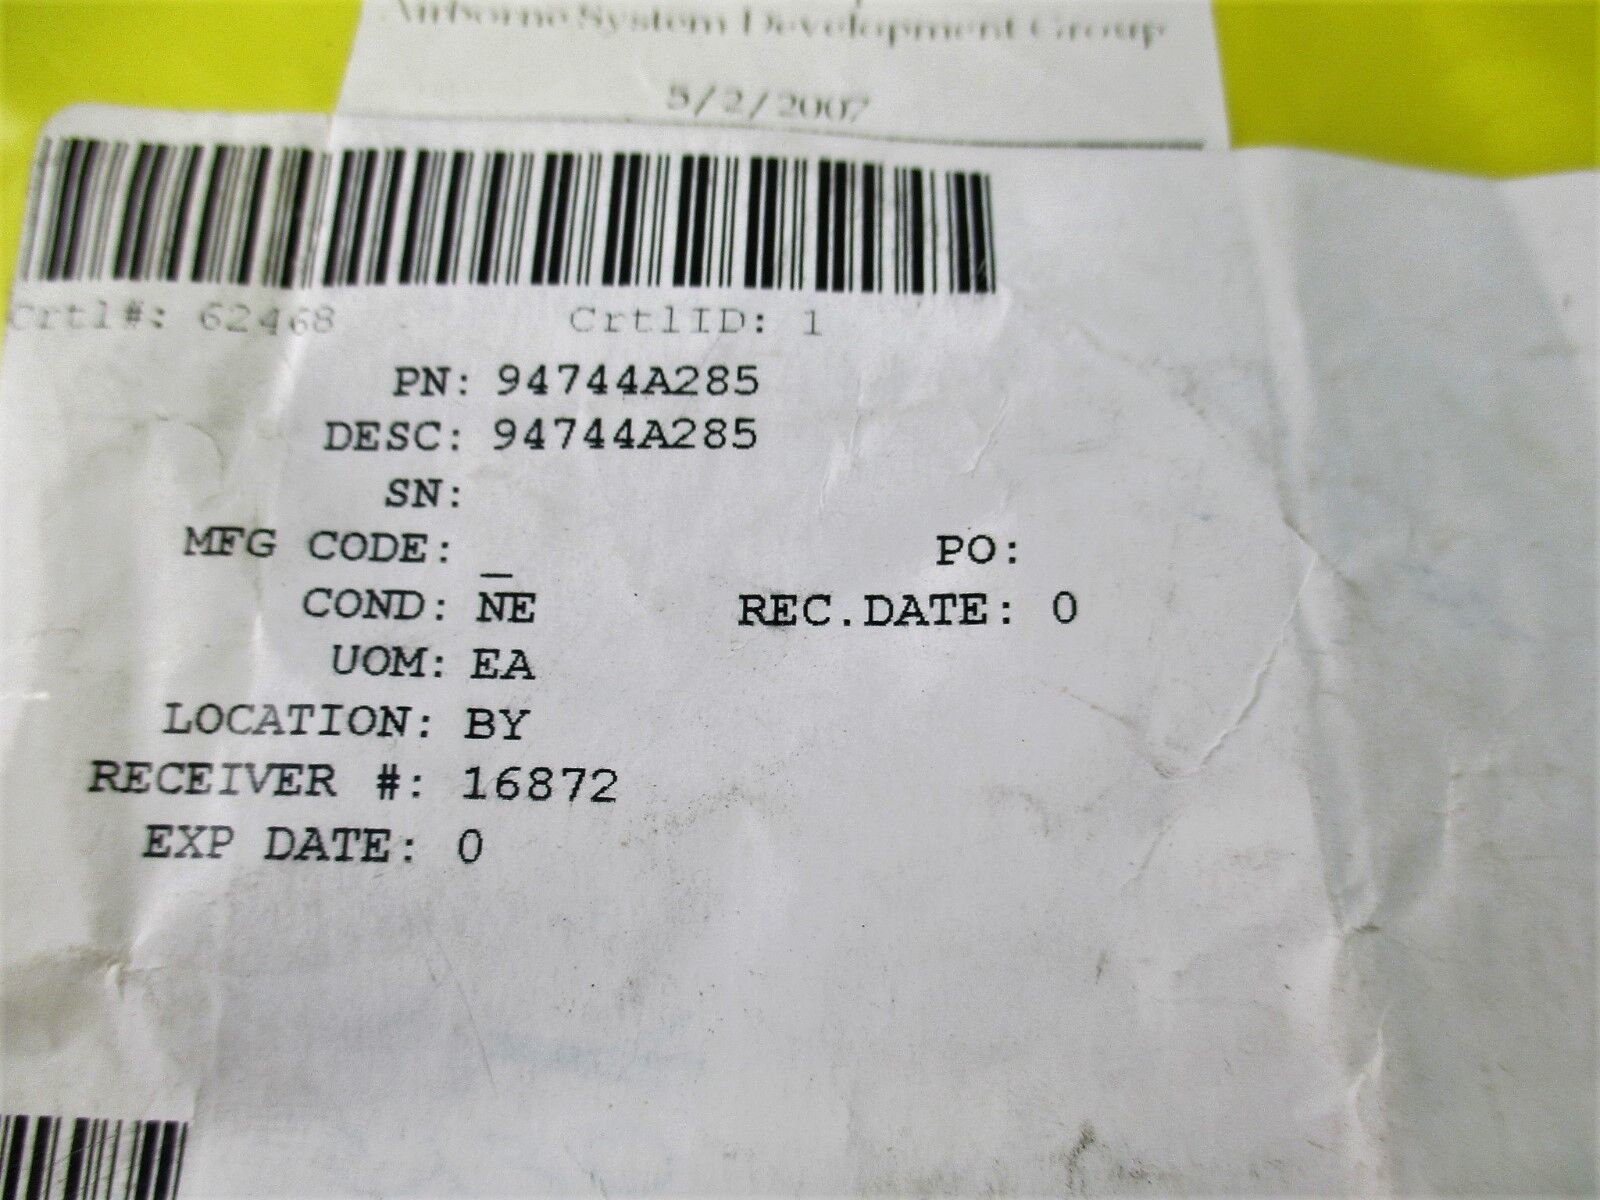 Airborne System Development Group
5/2/2007
Crtl#: 62468 CrtlID: 1
PN: 94744A285
DESC: 94744A285
SN:
MFG CODE: _ PO:
COND: NE REC.DATE: 0
UOM: EA
LOCATION: BY
RECEIVER #: 16872
EXP DATE: 0